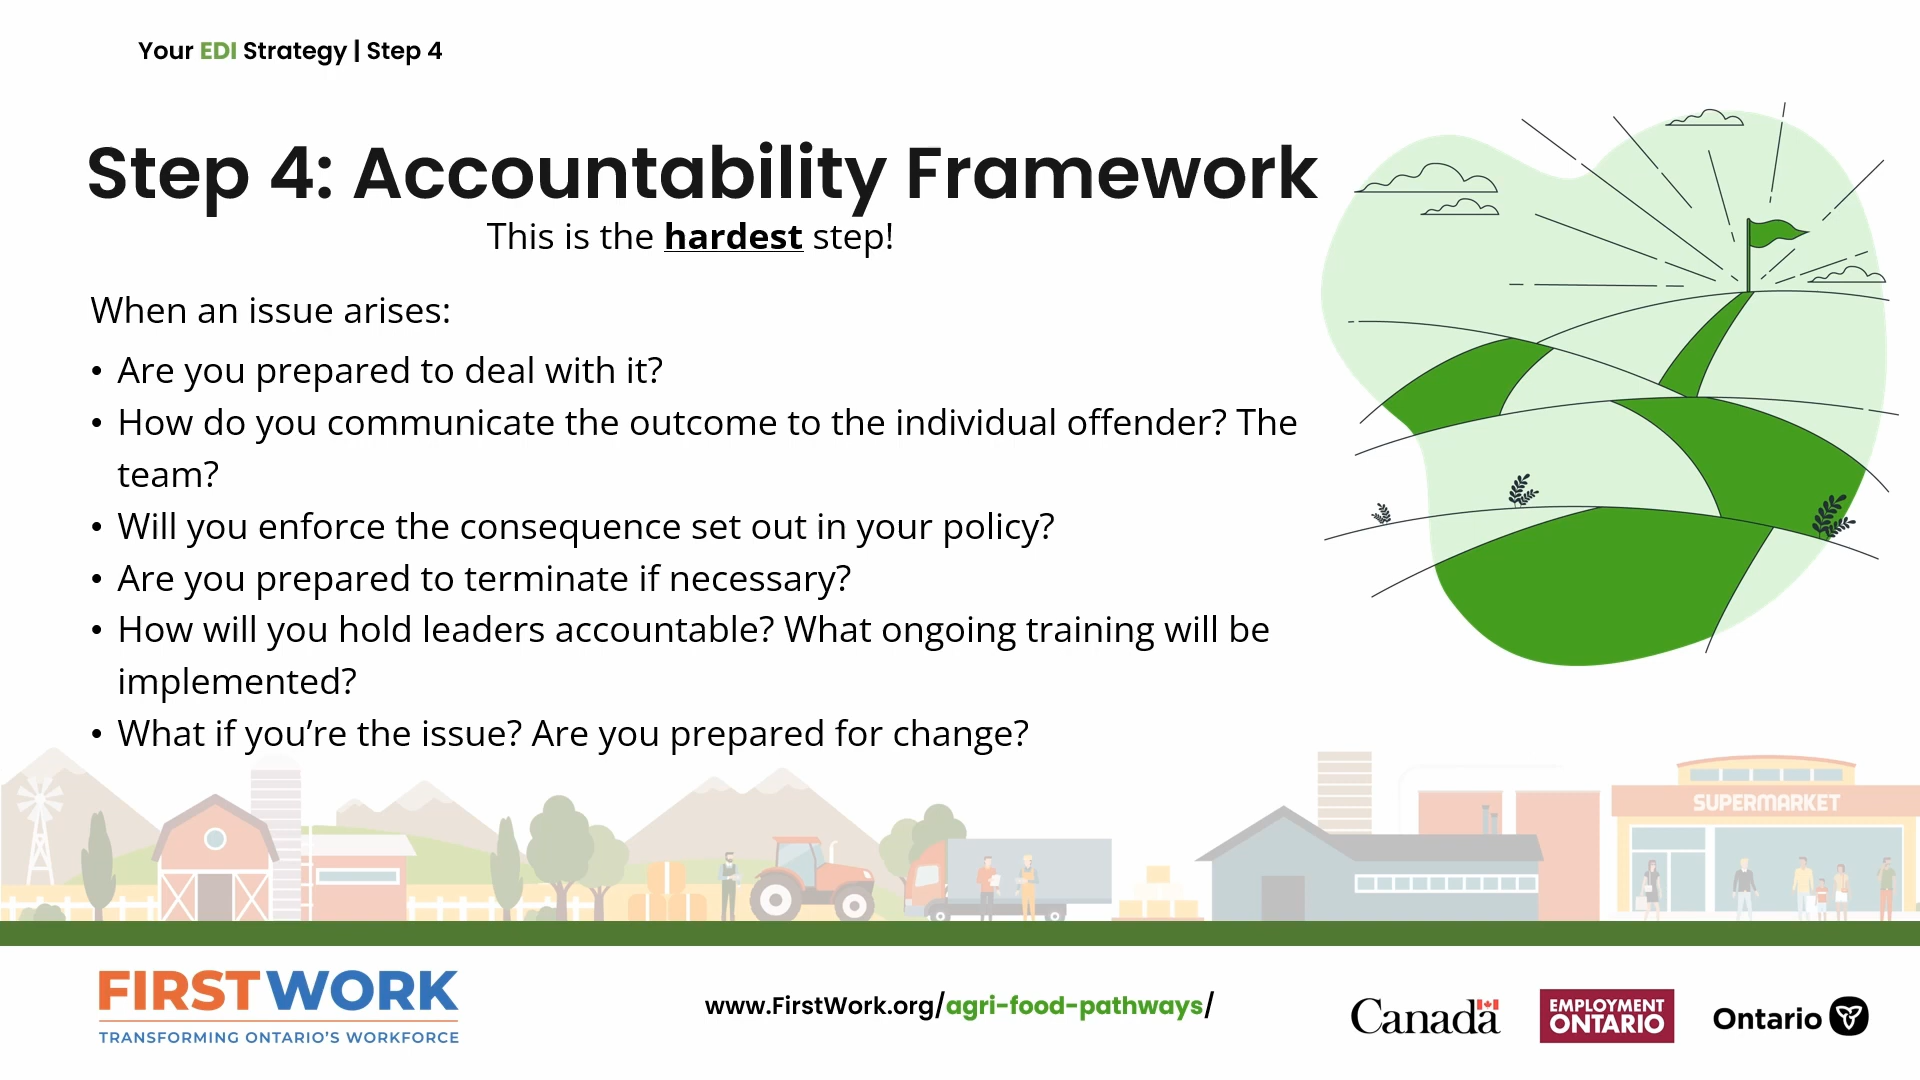 Your EDI Strategy | Step 4
Step 4: Accountability Framework
This is the hardest step!
When an issue arises:
• Are you prepared to deal with it?
• How do you communicate the outcome to the individual offender? The
team?
• Will you enforce the consequence set out in your policy?
• Are you prepared to terminate if necessary?
• How will you hold leaders accountable? What ongoing training will be
implemented?
• What if you’re the issue? Are you prepared for change?
SUPERMARKET
FIRSTWORK
TRANSFORMING ONTARIO’S WORKFORCE
www.FirstWork.org/agri-food-pathways/
Canada
EMPLOYMENT
ONTARIO
Ontario